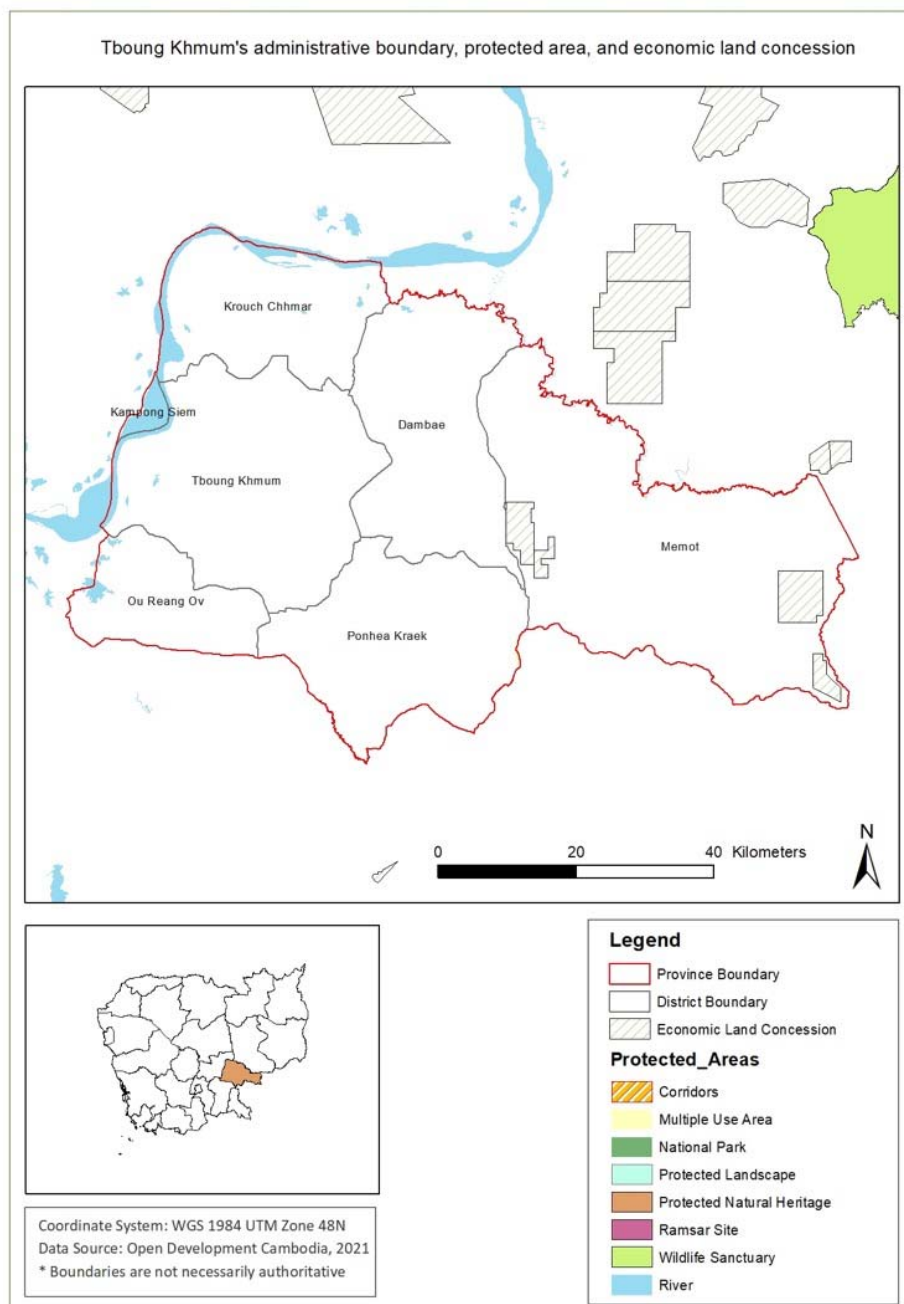 Tboung Khmum's administrative boundary, protected area, and economic land concession
Krouch Chhmar
Kampong Siem
Dambae
Tboung Khmum
Memot
Ou Reang Ov
Ponhea Kraek
N
0 20 40 Kilometers
Legend
Province Boundary
District Boundary
Economic Land Concession
Protected_Areas
Corridors
Multiple Use Area
National Park
Protected Landscape
Protected Natural Heritage
Ramsar Site
Wildlife Sanctuary
River
Coordinate System: WGS 1984 UTM Zone 48N
Data Source: Open Development Cambodia, 2021
* Boundaries are not necessarily authoritative